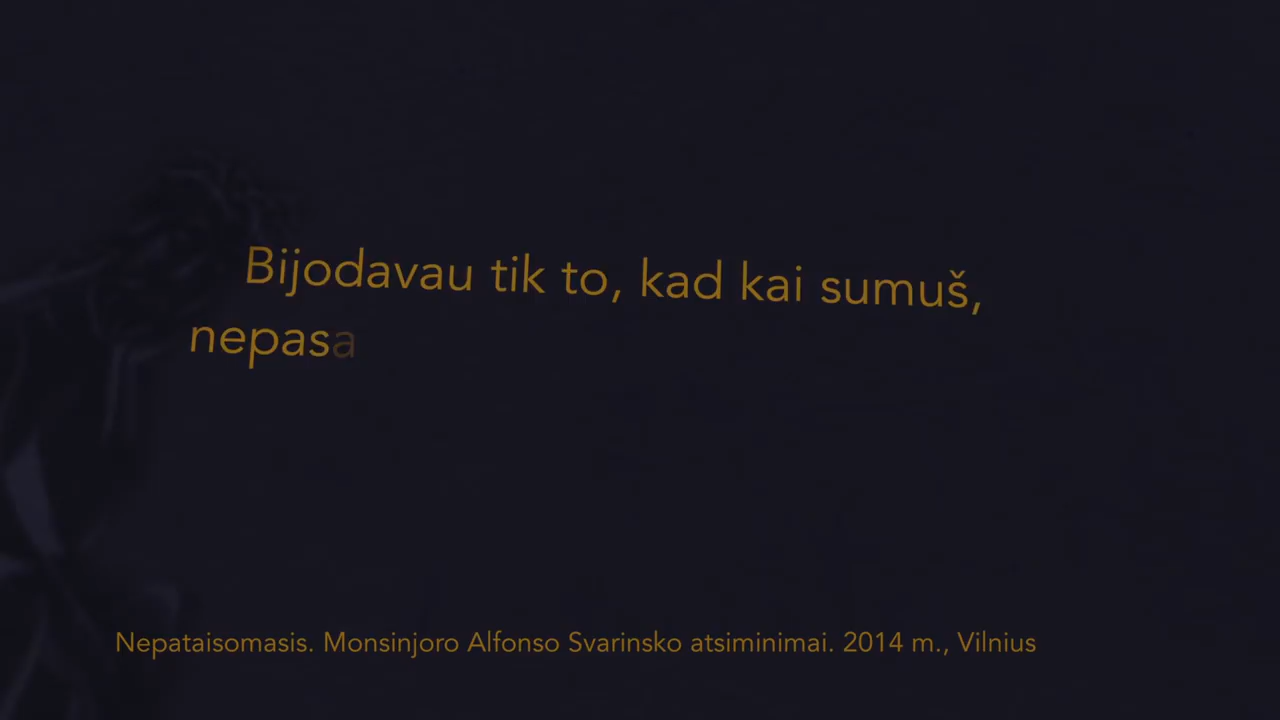 Bijodavau tik to, kad kai sumuš,
nepasa
Nepataisomasis. Monsinjoro Alfonso Svarinsko atsiminimai. 2014 m., Vilnius